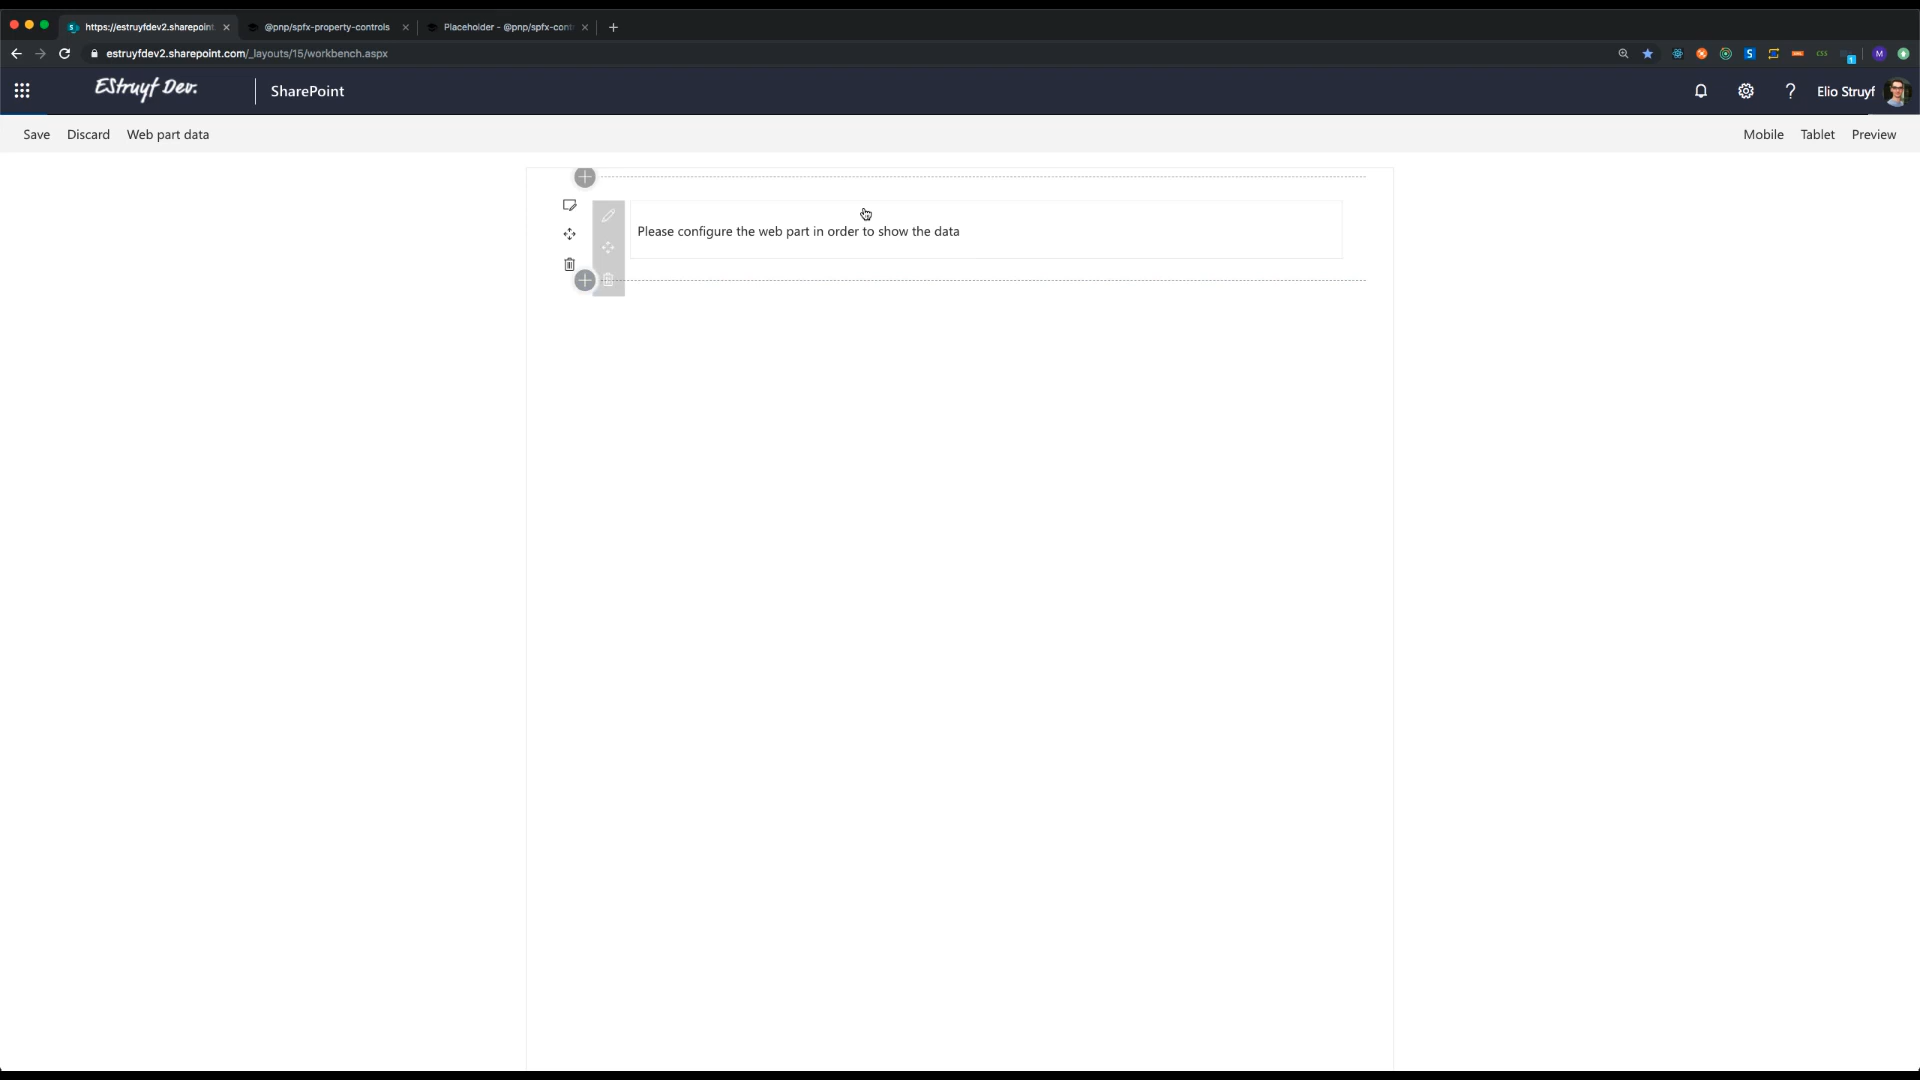 https://estruyfdev2.sharepoint.
@pnp/spfx-property-controls
Placeholder - @pnp/spfx-cont
estruyfdev2.sharepoint.com/_layouts/15/workbench.aspx
S
CSS
1
M
EStruyf Dev.
SharePoint
?
Elio Struyf
Save
Discard
Web part data
Mobile
Tablet
Preview
Please configure the web part in order to show the data